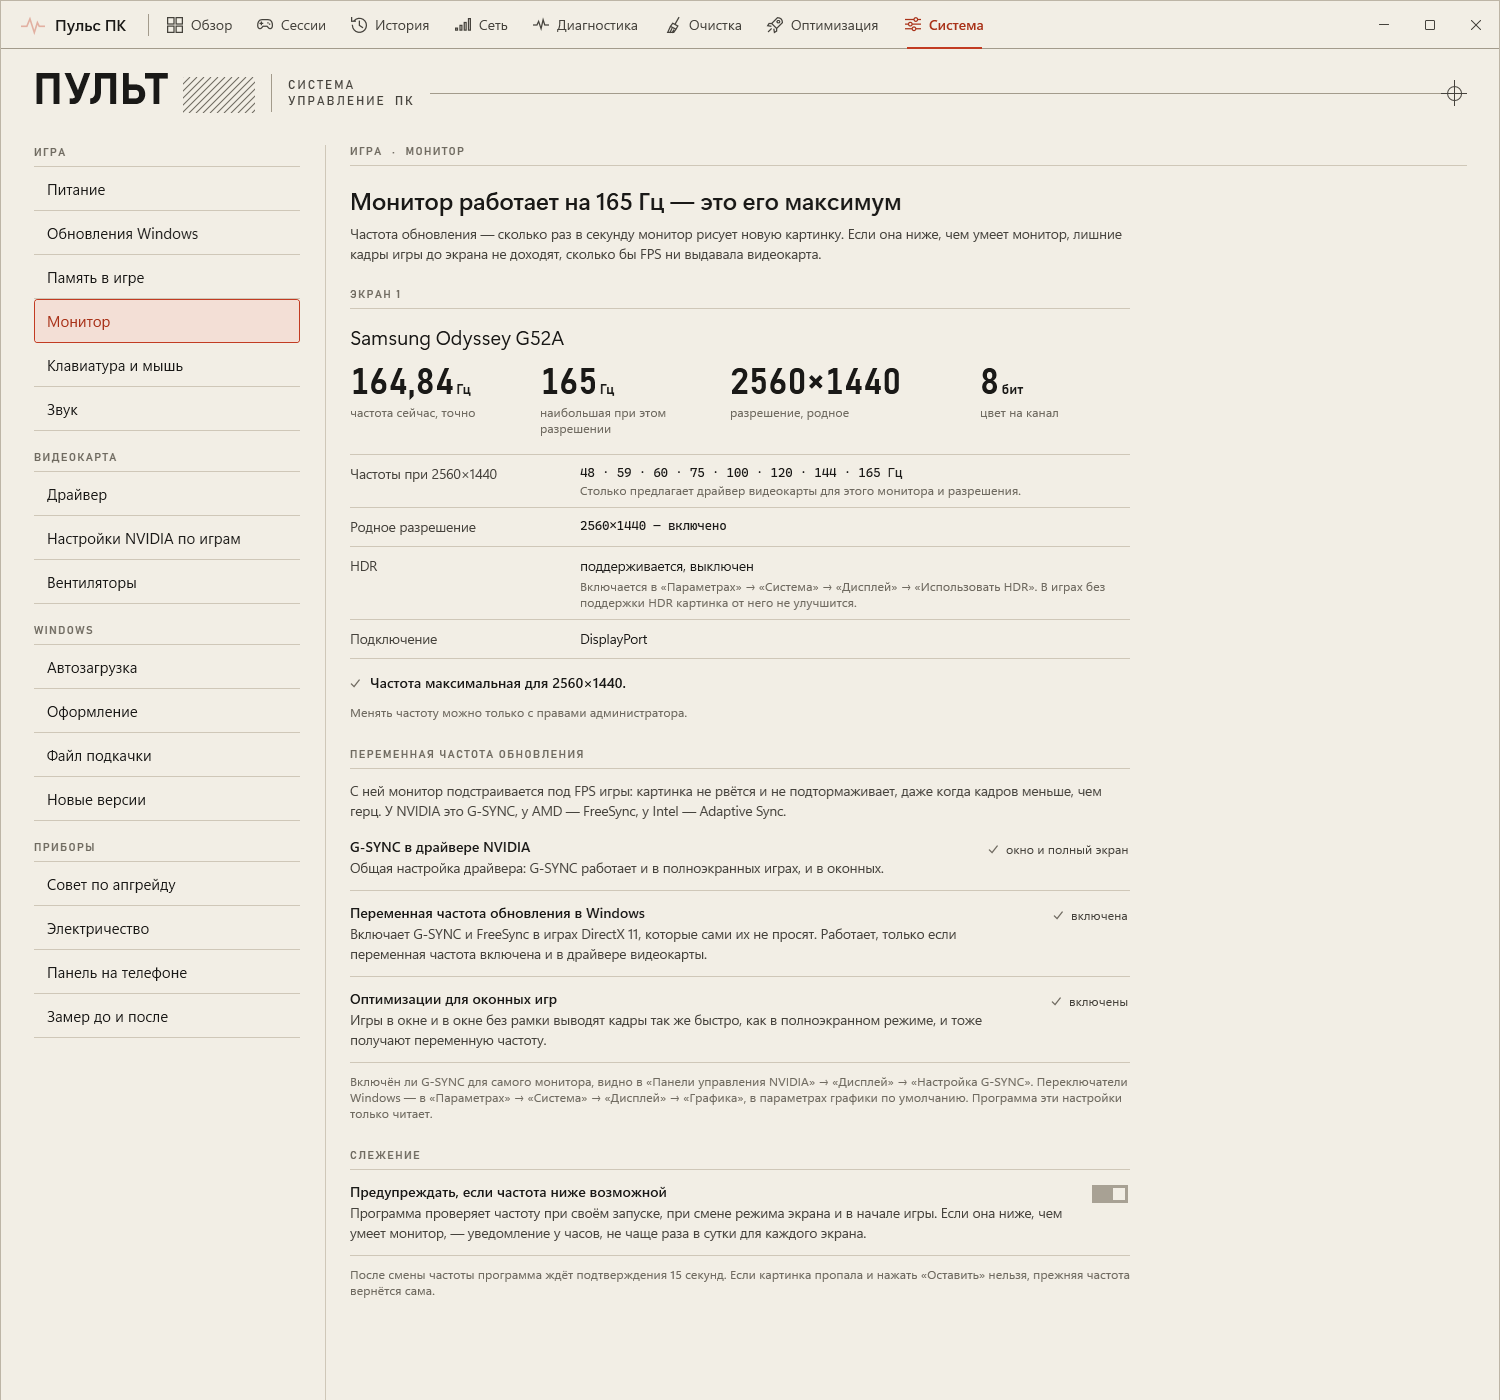 Пульс ПК
Обзор
Сессии
История
Сеть
Диагностика
Очистка
Оптимизация
Система
ПУЛЬТ
СИСТЕМА
УПРАВЛЕНИЕ ПК
ИГРА
Питание
Обновления Windows
Память в игре
Монитор
Клавиатура и мышь
Звук
ВИДЕОКАРТА
Драйвер
Настройки NVIDIA по играм
Вентиляторы
WINDOWS
Автозагрузка
Оформление
Файл подкачки
Новые версии
ПРИБОРЫ
Совет по апгрейду
Электричество
Панель на телефоне
Замер до и после
ИГРА · МОНИТОР
Монитор работает на 165 Гц — это его максимум
Частота обновления — сколько раз в секунду монитор рисует новую картинку. Если она ниже, чем умеет монитор, лишние
кадры игры до экрана не доходят, сколько бы FPS ни выдавала видеокарта.
ЭКРАН 1
Samsung Odyssey G52A
164,84 Гц
частота сейчас, точно
165 Гц
наибольшая при этом
разрешении
2560×1440
разрешение, родное
8 бит
цвет на канал
Частоты при 2560×1440
48 · 59 · 60 · 75 · 100 · 120 · 144 · 165 Гц
Столько предлагает драйвер видеокарты для этого монитора и разрешения.
Родное разрешение
2560×1440 — включено
HDR
поддерживается, выключен
Включается в «Параметрах» → «Система» → «Дисплей» → «Использовать HDR». В играх без
поддержки HDR картинка от него не улучшится.
Подключение
DisplayPort
Частота максимальная для 2560×1440.
Менять частоту можно только с правами администратора.
ПЕРЕМЕННАЯ ЧАСТОТА ОБНОВЛЕНИЯ
С ней монитор подстраивается под FPS игры: картинка не рвётся и не подтормаживает, даже когда кадров меньше, чем
герц. У NVIDIA это G-SYNC, у AMD — FreeSync, у Intel — Adaptive Sync.
G-SYNC в драйвере NVIDIA
окно и полный экран
Общая настройка драйвера: G-SYNC работает и в полноэкранных играх, и в оконных.
Переменная частота обновления в Windows
включена
Включает G-SYNC и FreeSync в играх DirectX 11, которые сами их не просят. Работает, только если
переменная частота включена и в драйвере видеокарты.
Оптимизации для оконных игр
включены
Игры в окне и в окне без рамки выводят кадры так же быстро, как в полноэкранном режиме, и тоже
получают переменную частоту.
Включён ли G-SYNC для самого монитора, видно в «Панели управления NVIDIA» → «Дисплей» → «Настройка G-SYNC». Переключатели
Windows — в «Параметрах» → «Система» → «Дисплей» → «Графика», в параметрах графики по умолчанию. Программа эти настройки
только читает.
СЛЕЖЕНИЕ
Предупреждать, если частота ниже возможной
Программа проверяет частоту при своём запуске, при смене режима экрана и в начале игры. Если она ниже, чем
умеет монитор, — уведомление у часов, не чаще раза в сутки для каждого экрана.
После смены частоты программа ждёт подтверждения 15 секунд. Если картинка пропала и нажать «Оставить» нельзя, прежняя частота
вернётся сама.